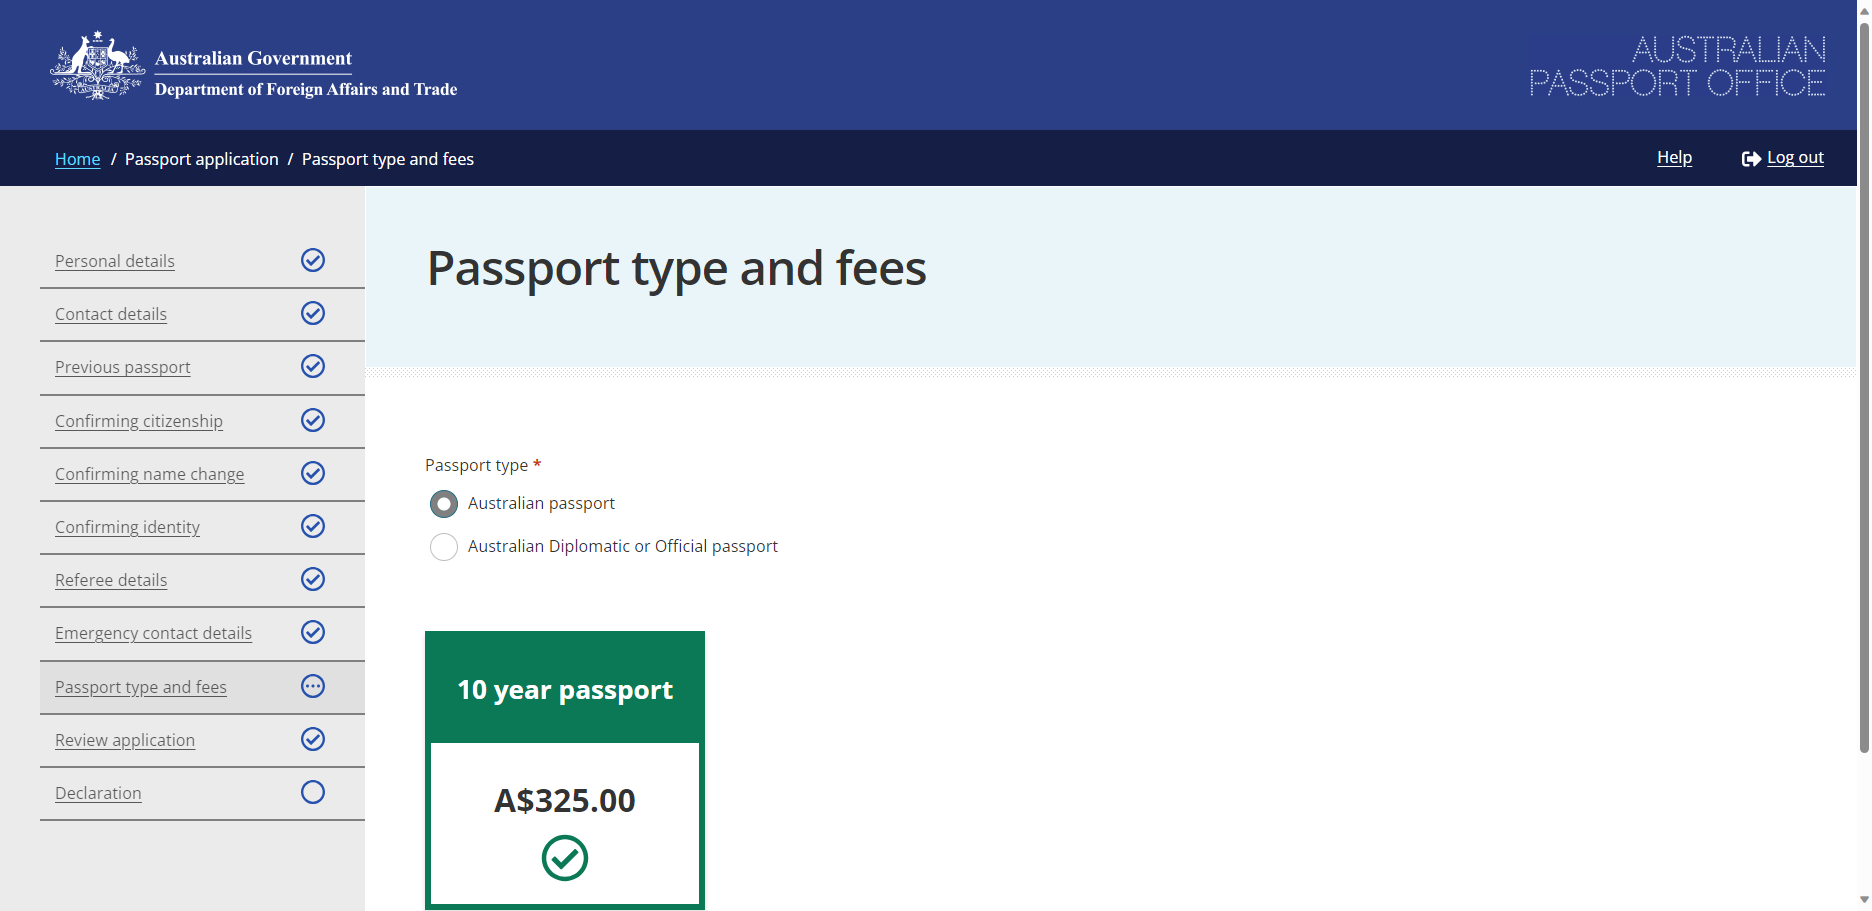 Australian Government
Department of Foreign Affairs and Trade
AUSTRALIAN
PASSPORT OFFICE
Home / Passport application / Passport type and fees
Help
Log out
Personal details
Contact details
Previous passport
Confirming citizenship
Confirming name change
Confirming identity
Referee details
Emergency contact details
Passport type and fees
Review application
Declaration
Passport type and fees
Passport type *
Australian passport
Australian Diplomatic or Official passport
10 year passport
A$325.00